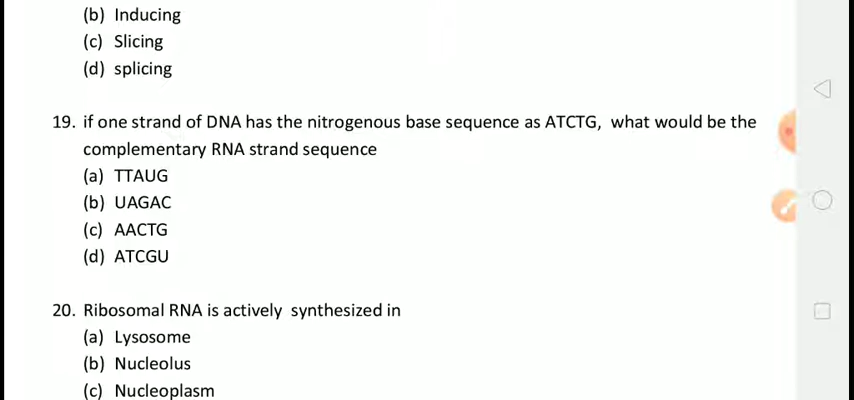 (b) Inducing
(c) Slicing
(d) splicing
19. if one strand of DNA has the nitrogenous base sequence as ATCTG, what would be the
complementary RNA strand sequence
(a) TTAUG
(b) UAGAC
(c) AACTG
(d) ATCGU
20. Ribosomal RNA is actively synthesized in
(a) Lysosome
(b) Nucleolus
(c) Nucleoplasm